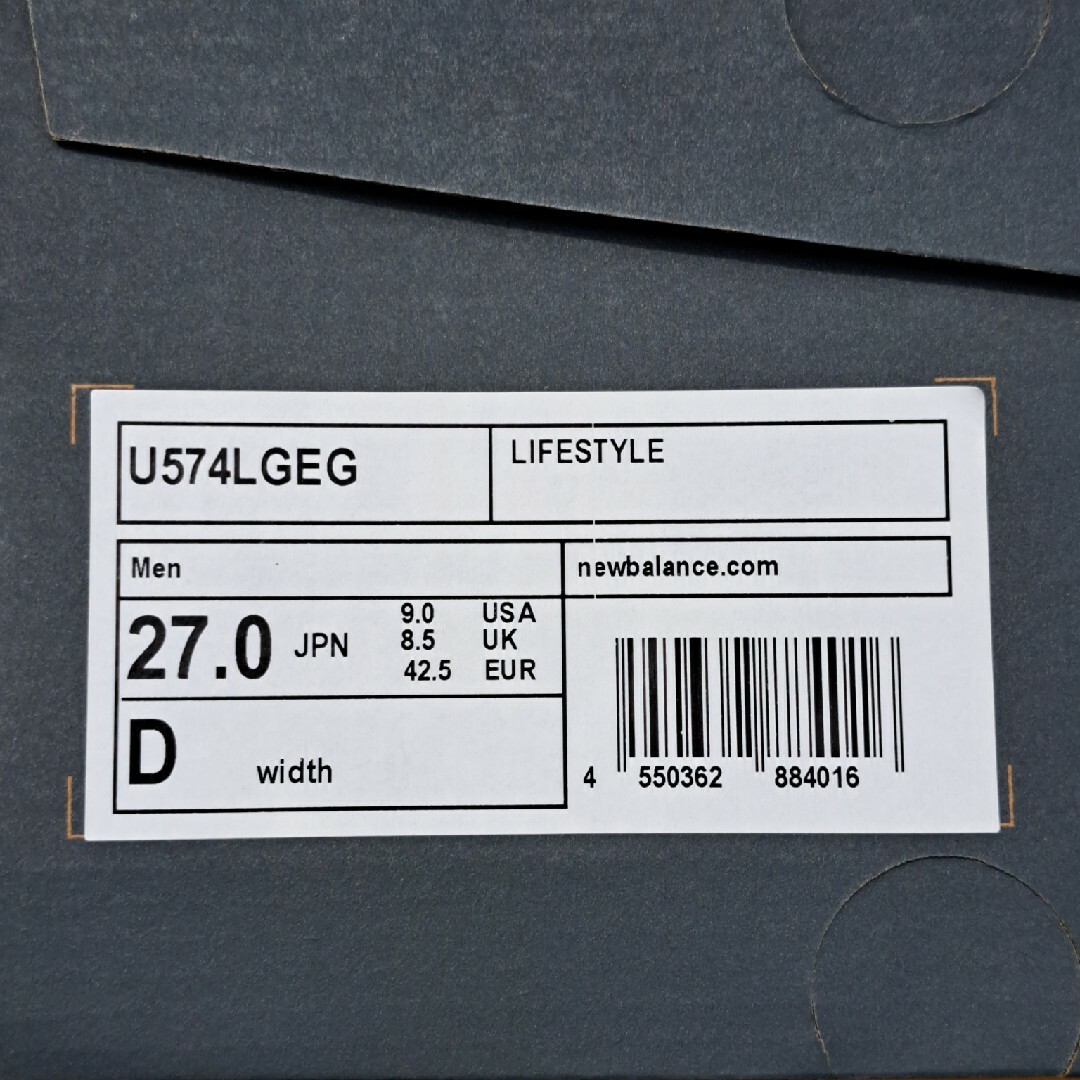 U574LGEG
LIFESTYLE
Men
newbalance.com
27.0 JPN
9.0 USA
8.5 UK
42.5 EUR
D width
4 550362 884016